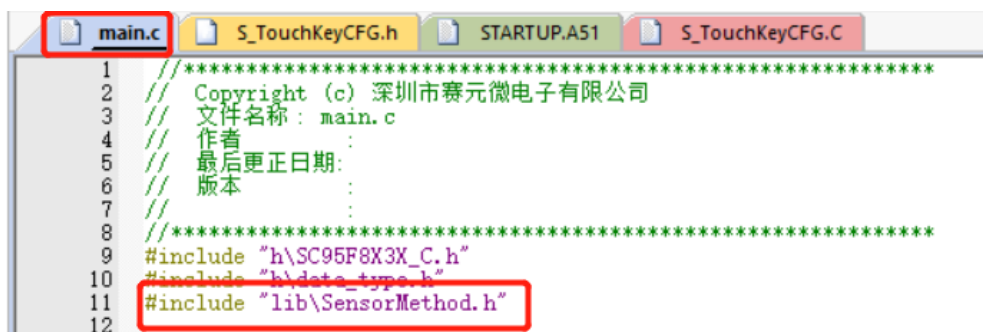 main.c S_TouchKeyCFG.h STARTUP.A51 S_TouchKeyCFG.C
1 //************************************************************
2 // Copyright (c) 深圳市赛元微电子有限公司
3 // 文件名称: main.c
4 // 作者 :
5 // 最后更正日期:
6 // 版本 :
7 // :
8 //************************************************************
9 #include "h\SC95F8X3X_C.h"
10 #include "h\data_type.h"
11 #include "lib\SensorMethod.h"
12